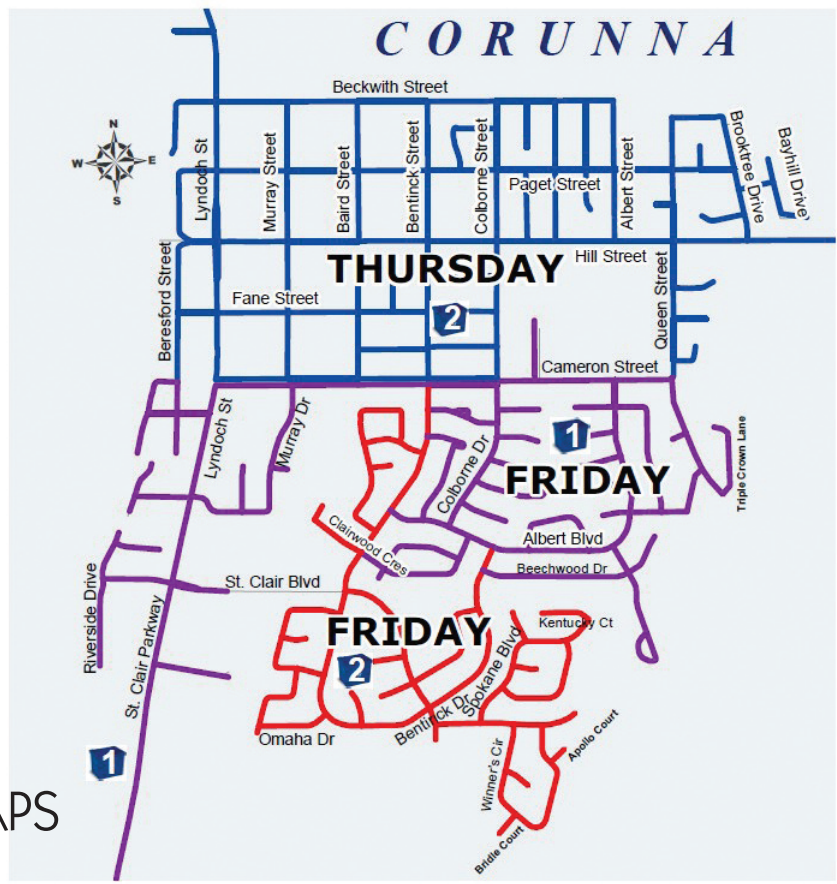 CORUNNA
Beckwith Street
N
W E
S
Lyndoch St
Murray Street
Baird Street
Bentinck Street
Colborne Street
Paget Street
Albert Street
Brooktree Drive
Bayhill Drive
Hill Street
THURSDAY
2
Beresford Street
Fane Street
Queen Street
Cameron Street
Lyndoch St
Murray Dr
Colborne Dr
1
FRIDAY
Triple Crown Lane
Clairwood Cres
Albert Blvd
Beechwood Dr
Riverside Drive
St. Clair Blvd
St. Clair Parkway
FRIDAY
2
Kentucky Ct
Spokane Blvd
Bentinck Dr
Omaha Dr
1
Winner's Cir
Apollo Court
Bridle Court
APS